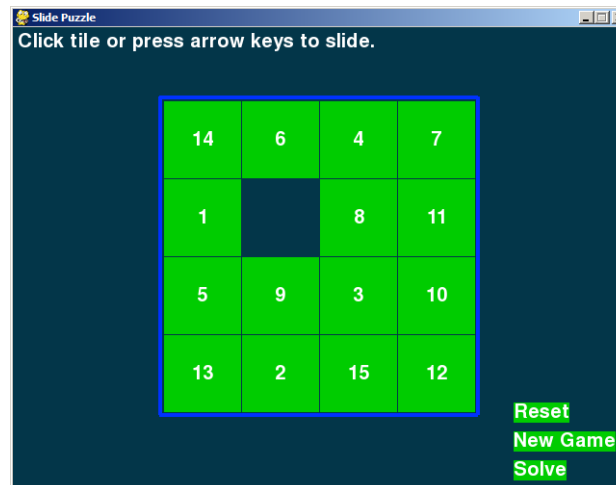 Slide Puzzle
Click tile or press arrow keys to slide.
14 6 4 7
1 8 11
5 9 3 10
13 2 15 12
Reset
New Game
Solve